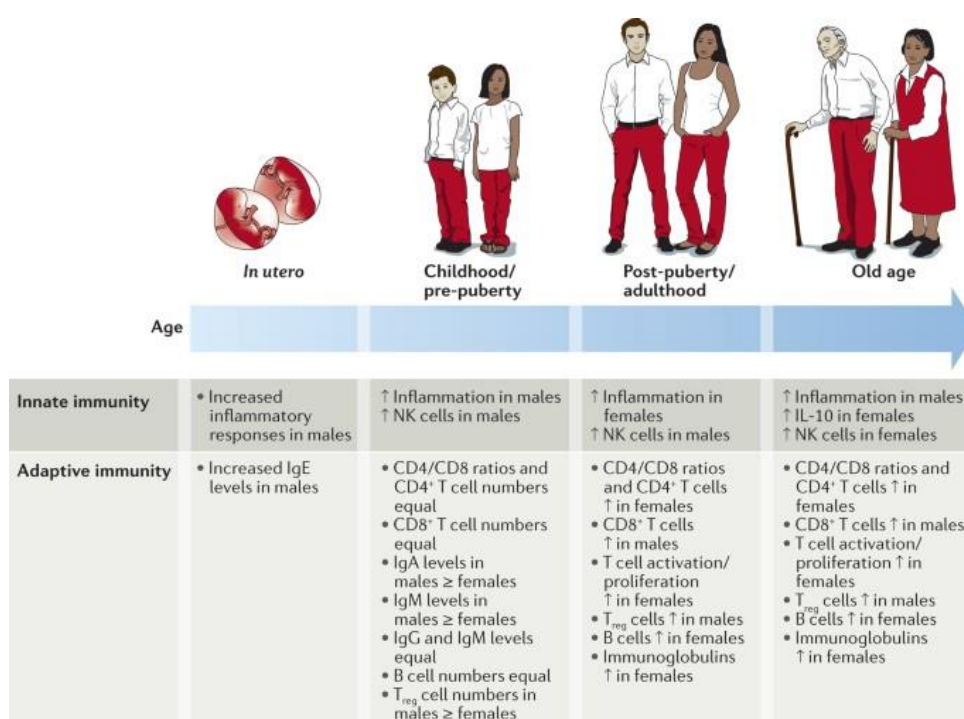 In utero
Childhood/
pre-puberty
Post-puberty/
adulthood
Old age
Age
Innate immunity
• Increased
inflammatory
responses in males
↑ Inflammation in males
↑ NK cells in males
↑ Inflammation in
females
↑ NK cells in males
↑ Inflammation in males
↑ IL-10 in females
↑ NK cells in females
Adaptive immunity
• Increased IgE
levels in males
• CD4/CD8 ratios and
CD4⁺ T cell numbers
equal
• CD8⁺ T cell numbers
equal
• IgA levels in
males ≥ females
• IgM levels in
males ≥ females
• IgG and IgM levels
equal
• B cell numbers equal
• Treg cell numbers in
males ≥ females
• CD4/CD8 ratios
and CD4⁺ T cells
↑ in females
• CD8⁺ T cells
↑ in males
• T cell activation/
proliferation
↑ in females
• Treg cells ↑ in males
• B cells ↑ in females
• Immunoglobulins
↑ in females
• CD4/CD8 ratios and
CD4⁺ T cells ↑ in
females
• CD8⁺ T cells ↑ in males
• T cell activation/
proliferation ↑ in
females
• Treg cells ↑ in males
• B cells ↑ in females
• Immunoglobulins
↑ in females